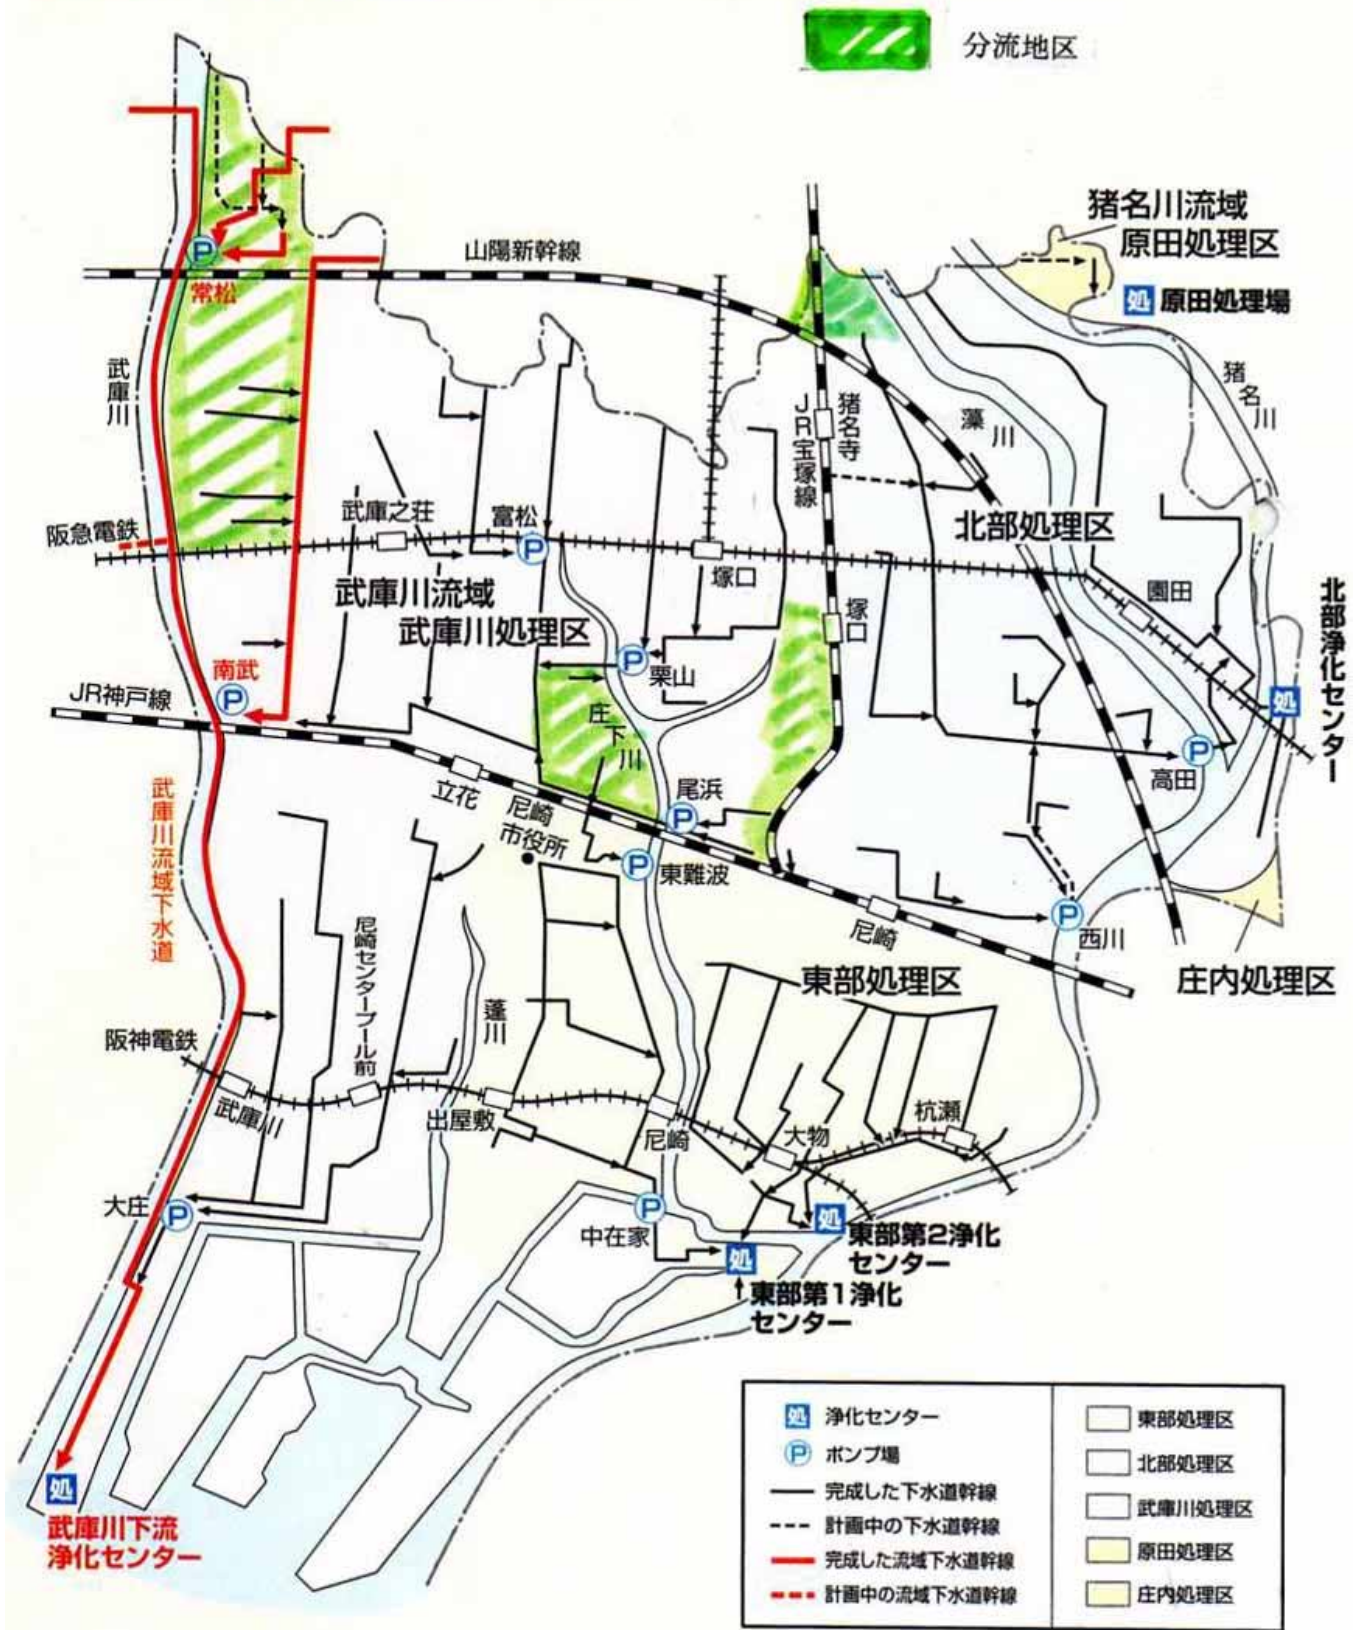 分流地区
猪名川流域
原田処理区
山陽新幹線
処 原田処理場
P
常松
武庫川
猪名川
藻川
猪名寺
JR宝塚線
阪急電鉄
武庫之荘
富松
P
北部処理区
塚口
園田
武庫川流域
武庫川処理区
塚口
北部浄化センター
P
栗山
南武
P
JR神戸線
庄下川
処
P
高田
立花
尼崎
市役所
尾浜
P
P
東難波
武庫川流域下水道
P
西川
尼崎
尼崎センタープール前
東部処理区
庄内処理区
蓬川
阪神電鉄
武庫川
出屋敷
尼崎
大物
杭瀬
大庄
P
P
中在家
処
東部第2浄化
センター
処
東部第1浄化
センター
処
武庫川下流
浄化センター
処 浄化センター
P ポンプ場
完成した下水道幹線
計画中の下水道幹線
完成した流域下水道幹線
計画中の流域下水道幹線
東部処理区
北部処理区
武庫川処理区
原田処理区
庄内処理区